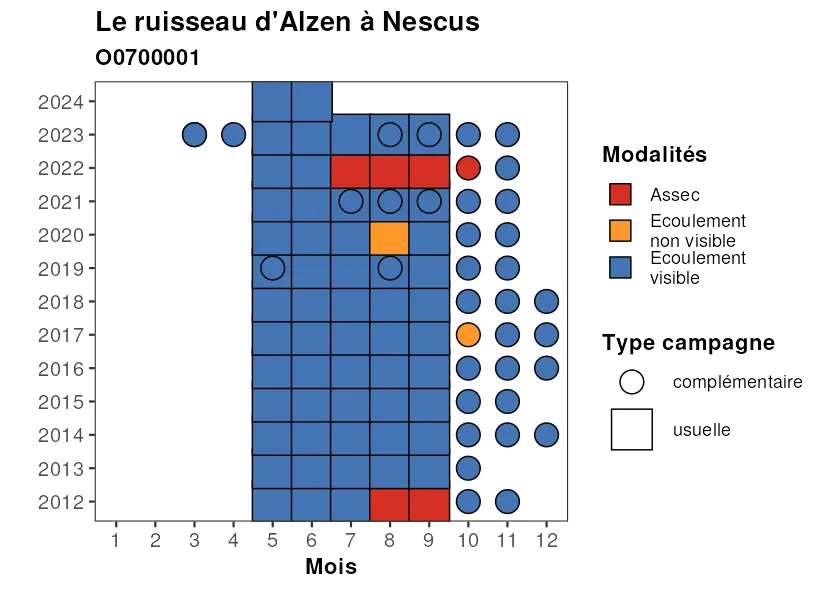 Le ruisseau d'Alzen à Nescus
O0700001
2024
2023
2022
2021
2020
2019
2018
2017
2016
2015
2014
2013
2012
1 2 3 4 5 6 7 8 9 10 11 12
Mois
Modalités
Assec
Ecoulement
non visible
Ecoulement
visible
Type campagne
complémentaire
usuelle